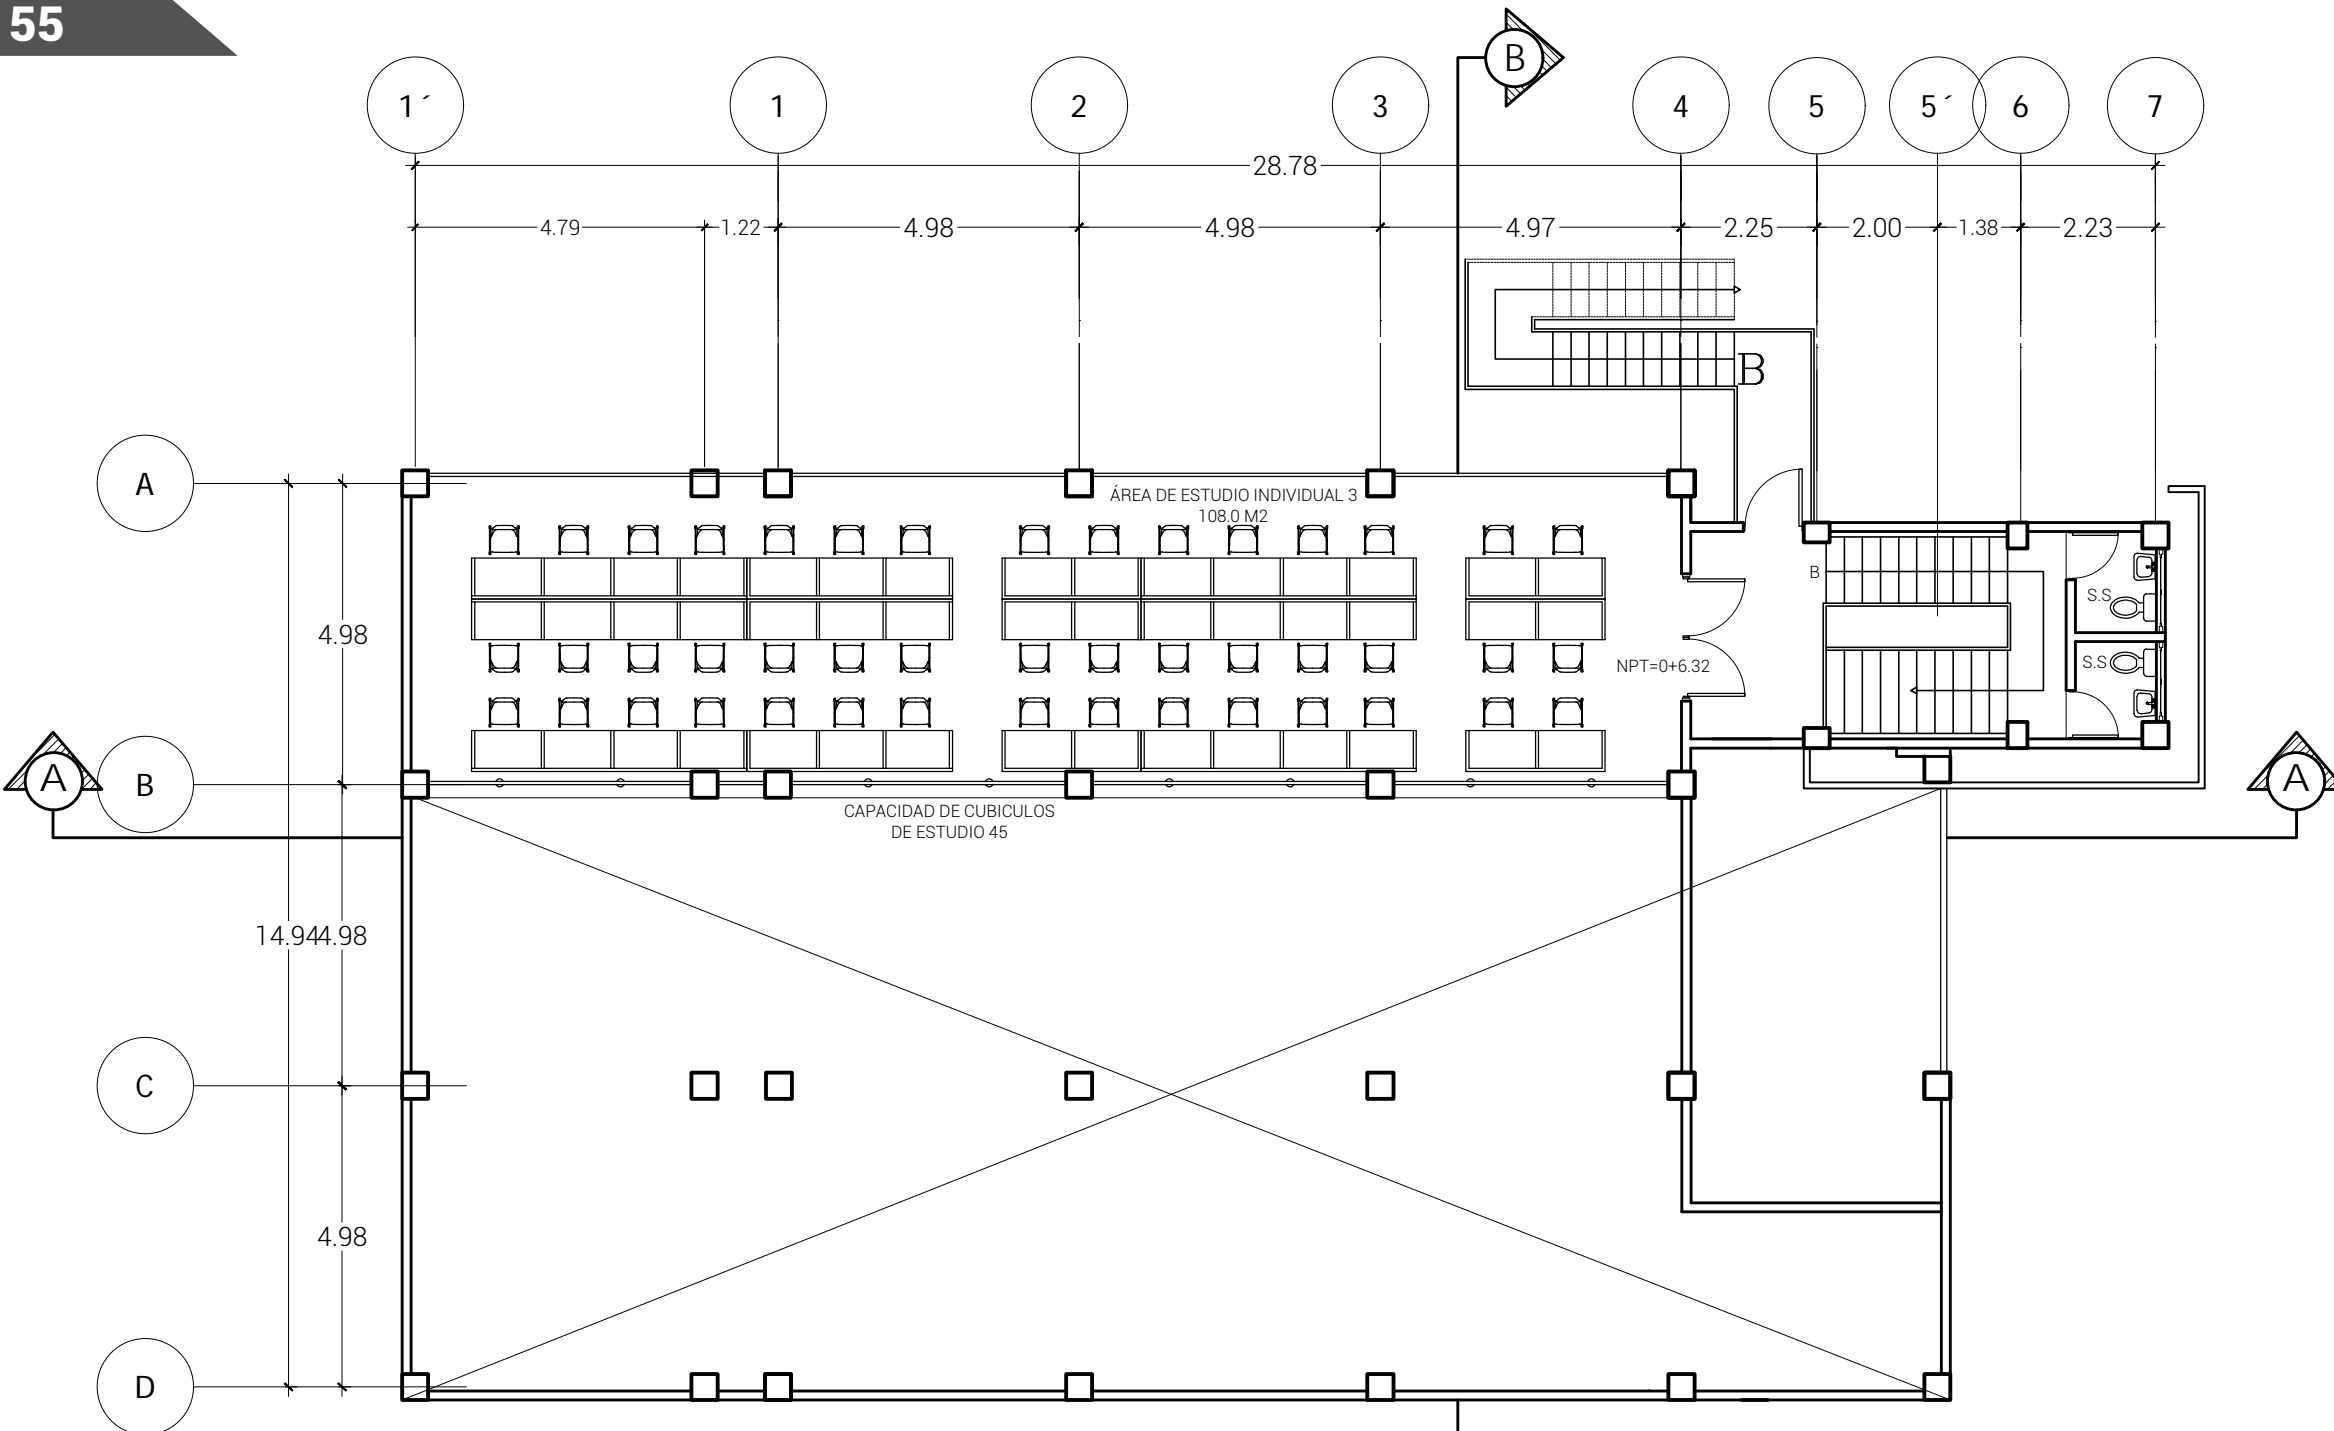 55
B
1´ 1 2 3 4 5 5´ 6 7
28.78
4.79 1.22 4.98 4.98 4.97 2.25 2.00 1.38 2.23
B
A
ÁREA DE ESTUDIO INDIVIDUAL 3
108.0 M2
B
S.S
4.98
NPT=0+6.32
S.S
A B A
CAPACIDAD DE CUBICULOS
DE ESTUDIO 45
14.94 4.98
C
4.98
D